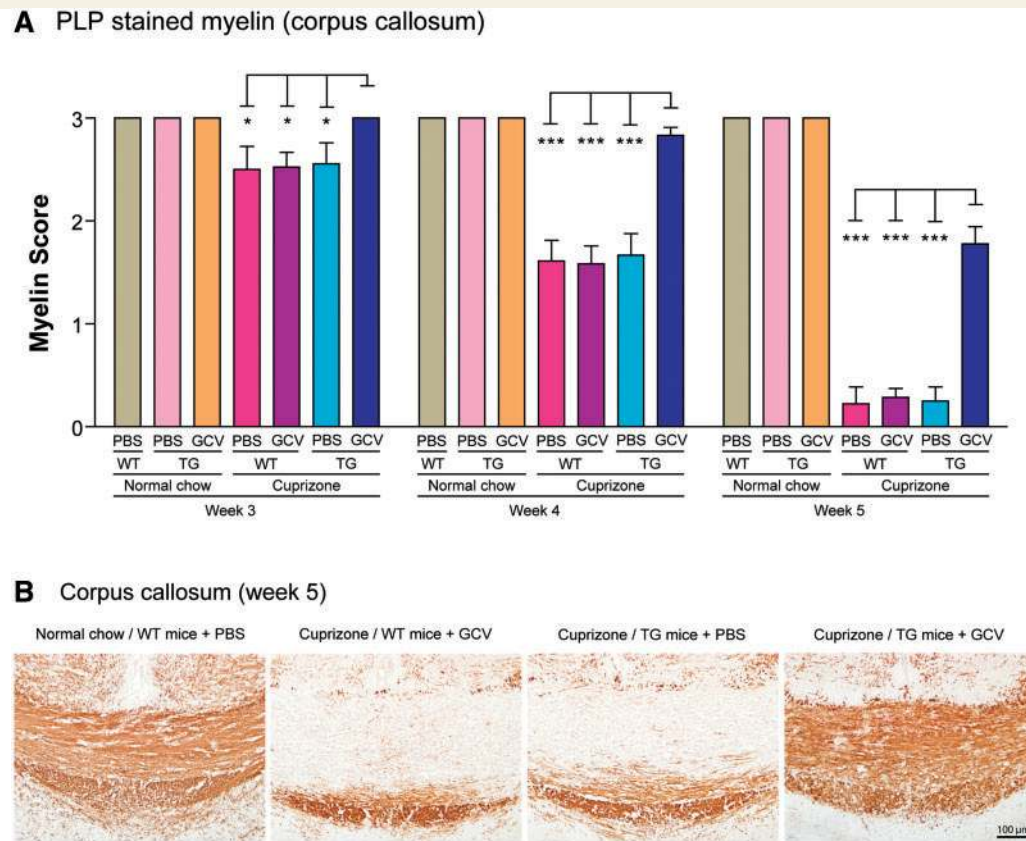 A PLP stained myelin (corpus callosum)
* * *
*** *** ***
*** *** ***
3
2
1
0
Myelin Score
PBS PBS GCV PBS GCV PBS GCV PBS PBS GCV PBS GCV PBS GCV PBS PBS GCV PBS GCV PBS GCV
WT TG WT TG WT TG WT TG WT TG WT TG
Normal chow Cuprizone Normal chow Cuprizone Normal chow Cuprizone
Week 3 Week 4 Week 5
B Corpus callosum (week 5)
Normal chow / WT mice + PBS Cuprizone / WT mice + GCV Cuprizone / TG mice + PBS Cuprizone / TG mice + GCV
100 µm